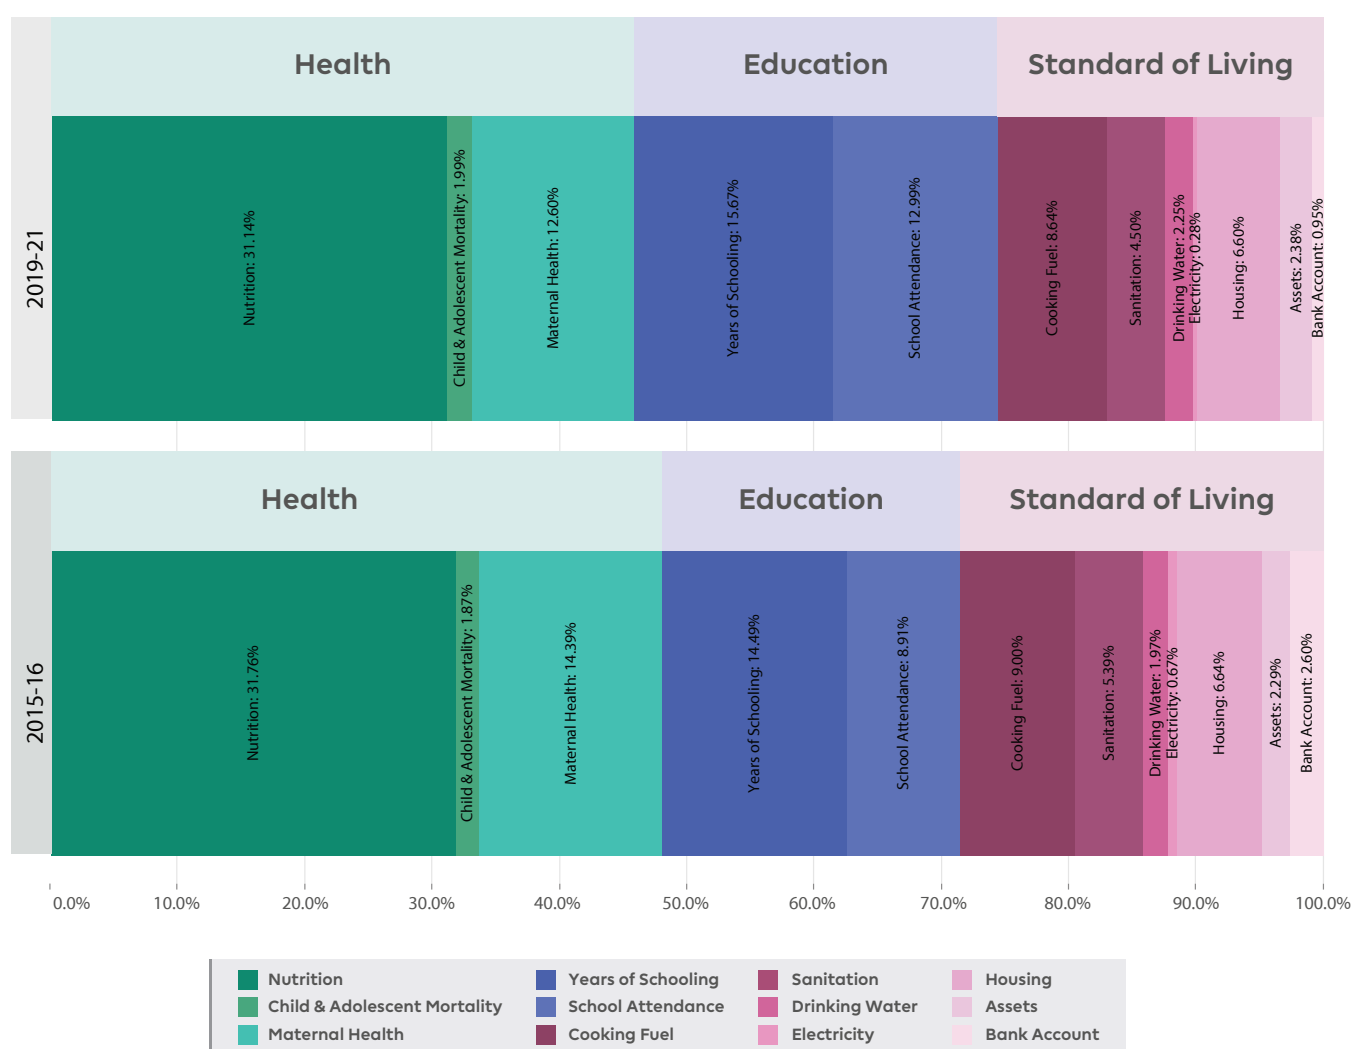 Health
Education
Standard of Living
2019-21
Nutrition: 31.14%
Child & Adolescent Mortality: 1.99%
Maternal Health: 12.60%
Years of Schooling: 15.67%
School Attendance: 12.99%
Cooking Fuel: 8.64%
Sanitation: 4.50%
Drinking Water: 2.25%
Electricity: 0.28%
Housing: 6.60%
Assets: 2.38%
Bank Account: 0.95%
Health
Education
Standard of Living
2015-16
Nutrition: 31.76%
Child & Adolescent Mortality: 1.87%
Maternal Health: 14.39%
Years of Schooling: 14.49%
School Attendance: 8.91%
Cooking Fuel: 9.00%
Sanitation: 5.39%
Drinking Water: 1.97%
Electricity: 0.67%
Housing: 6.64%
Assets: 2.29%
Bank Account: 2.60%
0.0% 10.0% 20.0% 30.0% 40.0% 50.0% 60.0% 70.0% 80.0% 90.0% 100.0%
Nutrition Years of Schooling Sanitation Housing
Child & Adolescent Mortality School Attendance Drinking Water Assets
Maternal Health Cooking Fuel Electricity Bank Account